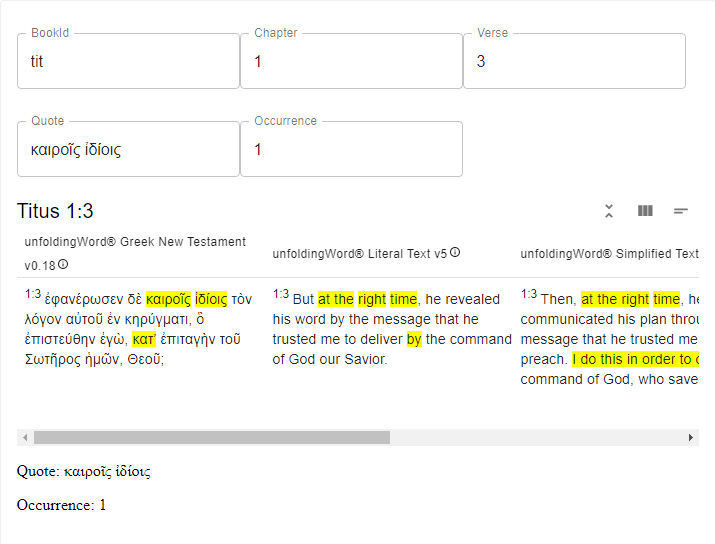 BookId
tit
Chapter
1
Verse
3
Quote
καιροῖς ἰδίοις
Occurrence
1
Titus 1:3
unfoldingWord® Greek New Testament
v0.18
1:3 ἐφανέρωσεν δὲ καιροῖς ἰδίοις τὸν
λόγον αὐτοῦ ἐν κηρύγματι, ὃ
ἐπιστεύθην ἐγὼ, κατ’ ἐπιταγὴν τοῦ
Σωτῆρος ἡμῶν, Θεοῦ;
unfoldingWord® Literal Text v5
1:3 But at the right time, he revealed
his word by the message that he
trusted me to deliver by the command
of God our Savior.
unfoldingWord® Simplified Text
1:3 Then, at the right time, he
communicated his plan
message that he trusted me
preach. I do this in order to
command of God, who
Quote: καιροῖς ἰδίοις
Occurrence: 1